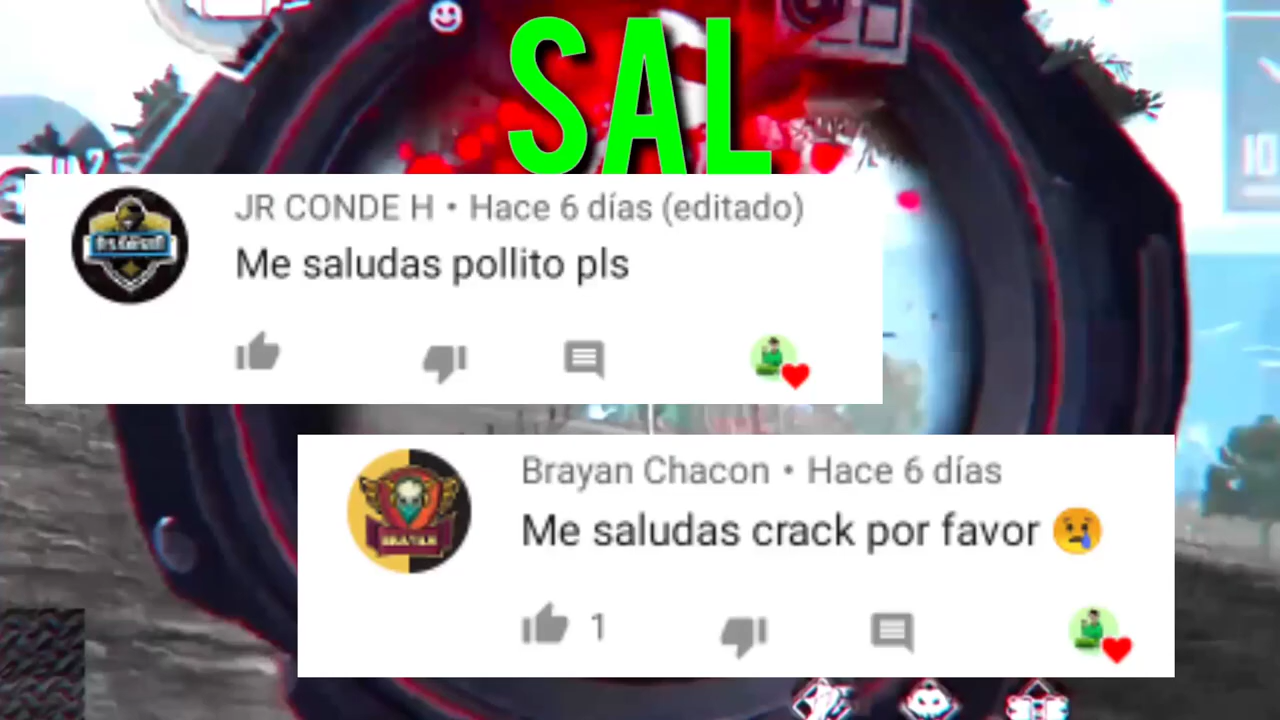 SAL
JR CONDE H • Hace 6 días (editado)
Me saludas pollito pls
Brayan Chacon • Hace 6 días
Me saludas crack por favor 😢
1
10